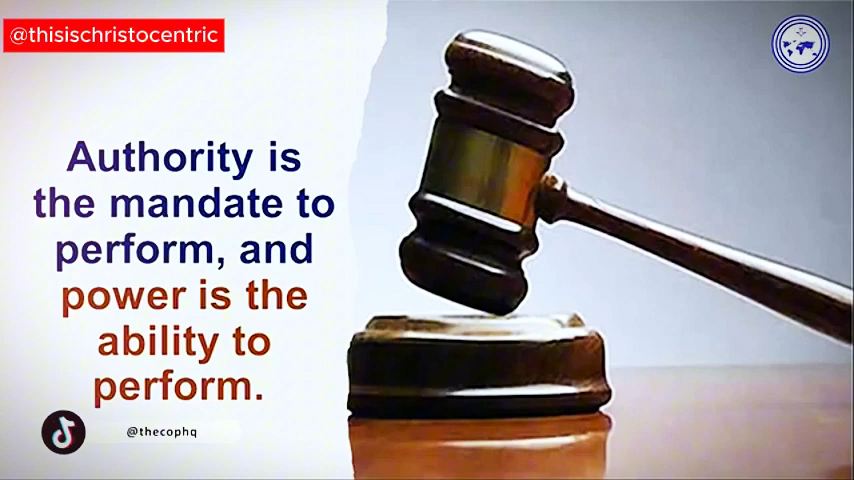 @thisischristocentric
Authority is
the mandate to
perform, and
power is the
ability to
perform.
@thecophq